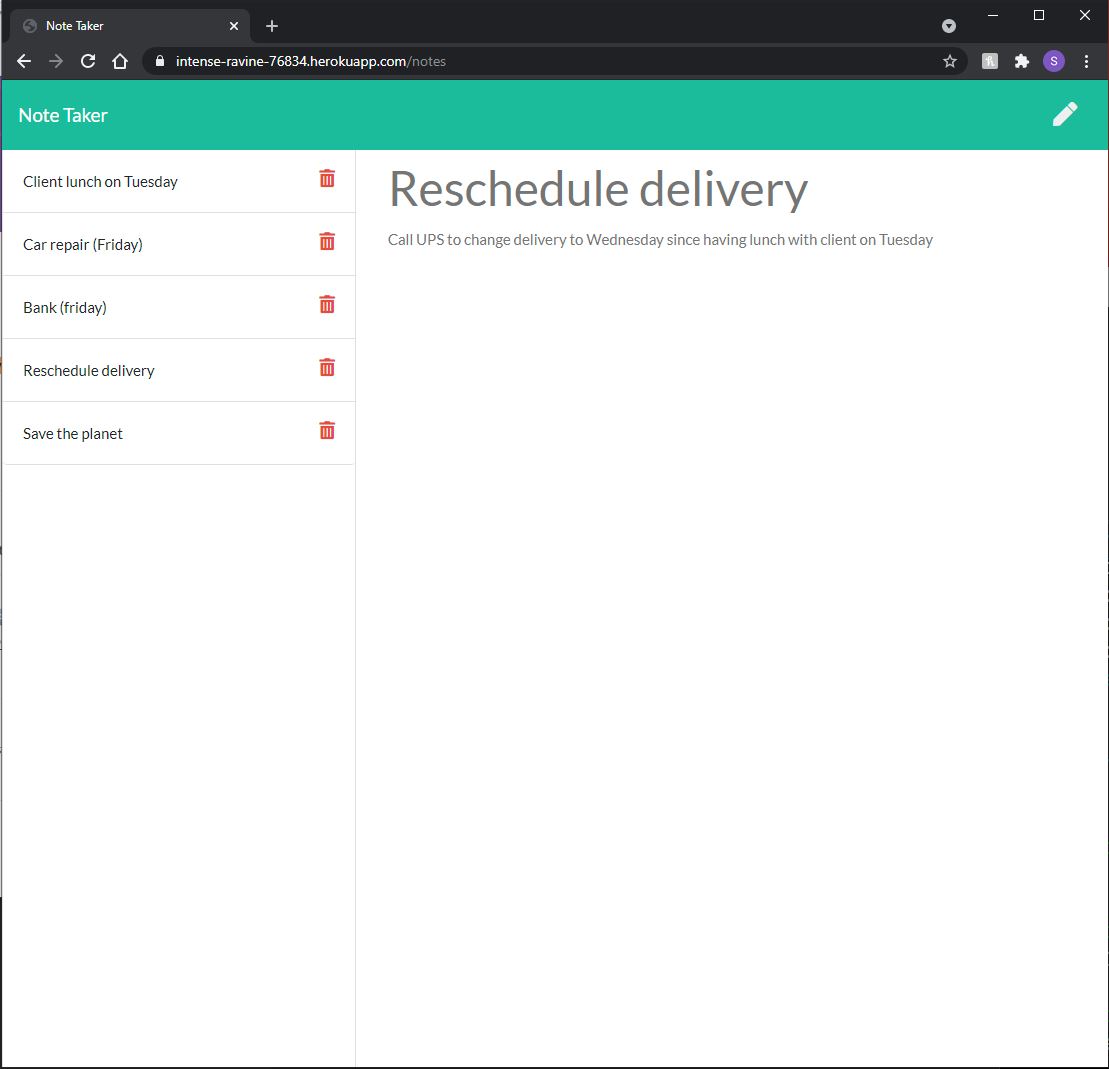 Note Taker
intense-ravine-76834.herokuapp.com/notes
S
Note Taker
Client lunch on Tuesday
Car repair (Friday)
Bank (friday)
Reschedule delivery
Save the planet
Reschedule delivery
Call UPS to change delivery to Wednesday since having lunch with client on Tuesday